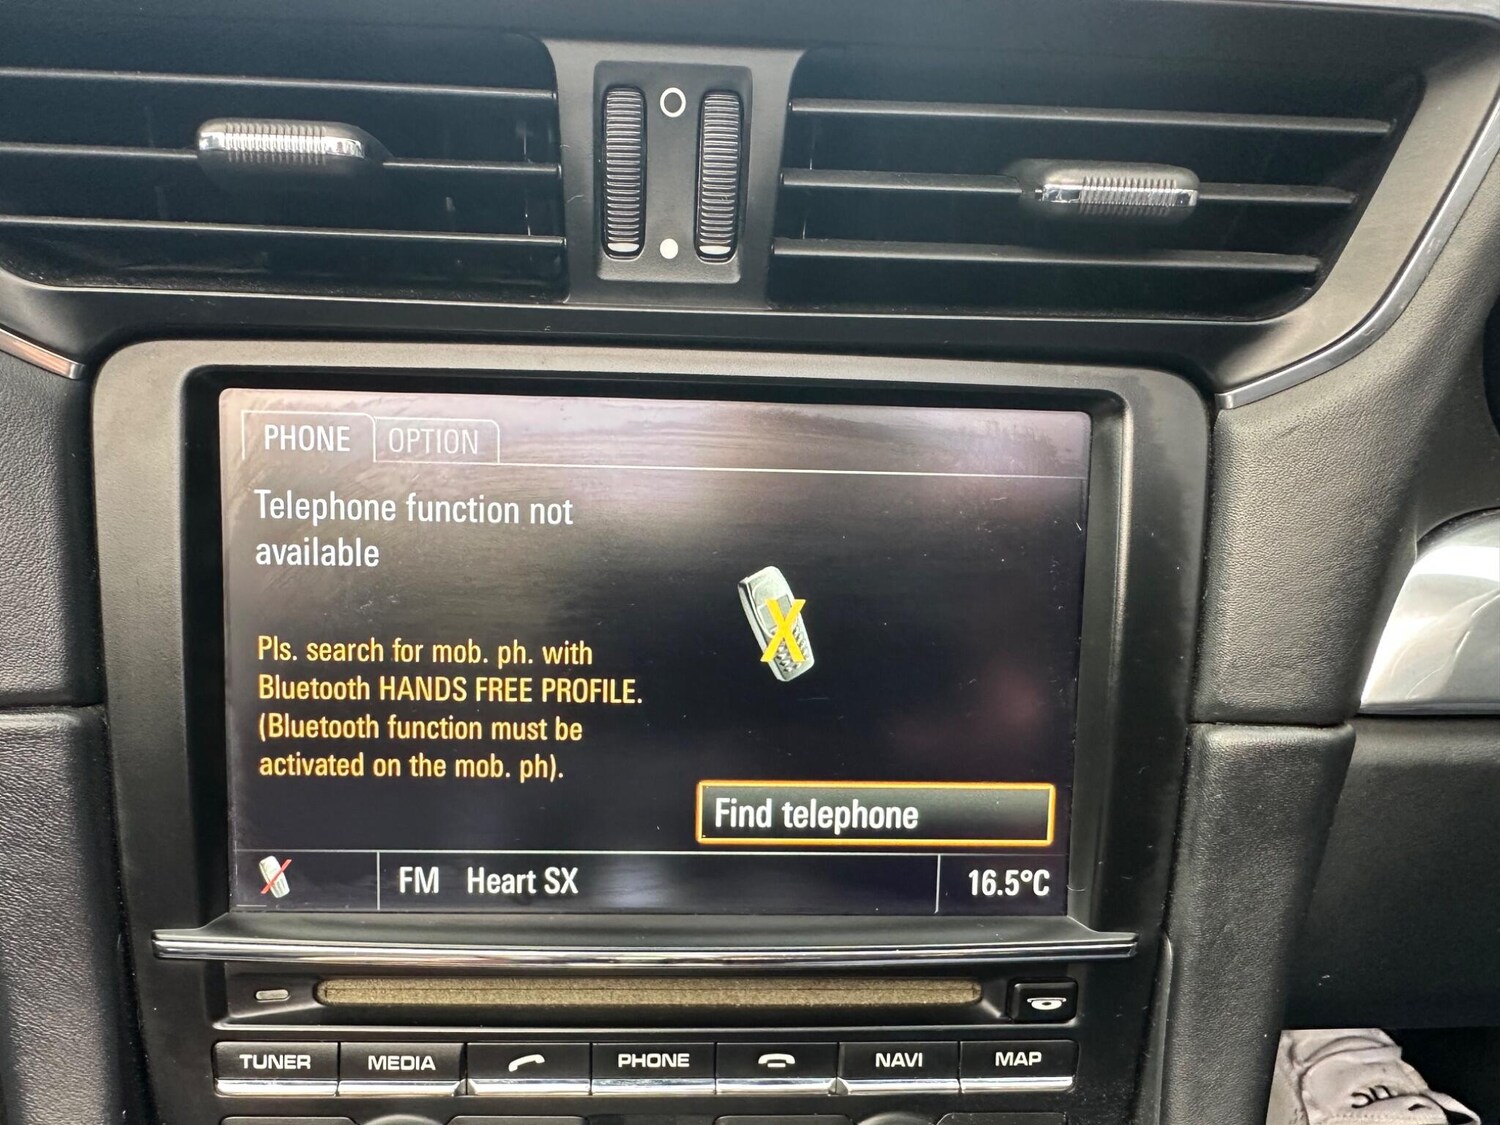 PHONE OPTION
Telephone function not
available
Pls. search for mob. ph. with
Bluetooth HANDS FREE PROFILE.
(Bluetooth function must be
activated on the mob. ph).
Find telephone
FM Heart SX 16.5°C
TUNER MEDIA PHONE NAVI MAP